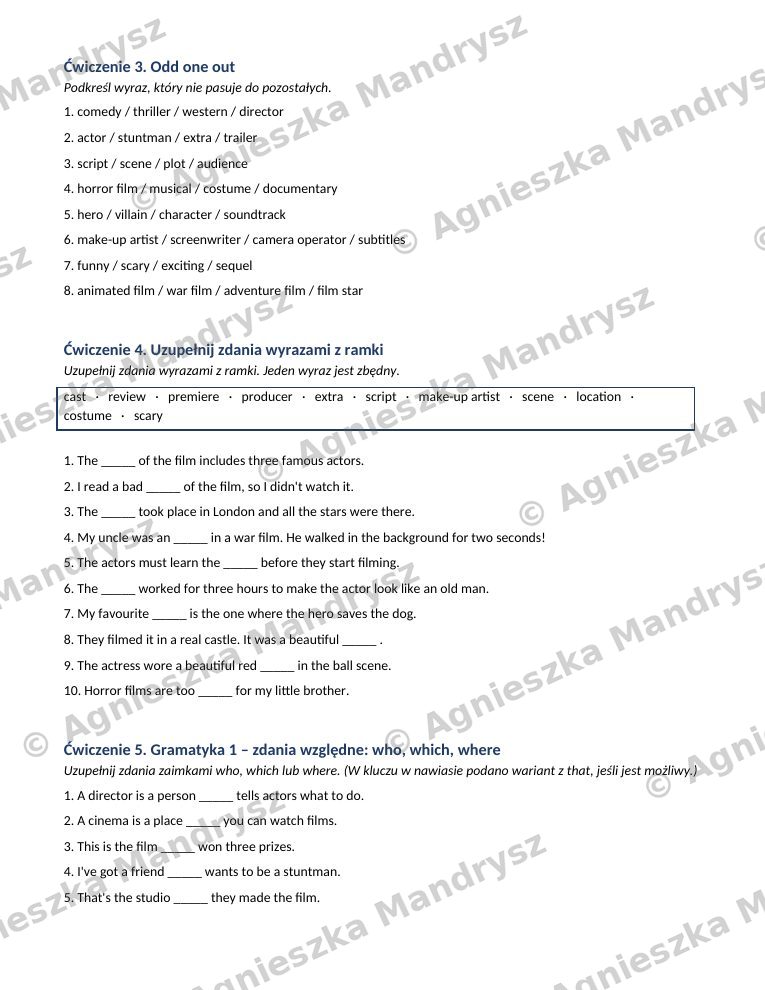 Ćwiczenie 3. Odd one out
Podkreśl wyraz, który nie pasuje do pozostałych.
1. comedy / thriller / western / director
2. actor / stuntman / extra / trailer
3. script / scene / plot / audience
4. horror film / musical / costume / documentary
5. hero / villain / character / soundtrack
6. make-up artist / screenwriter / camera operator / subtitles
7. funny / scary / exciting / sequel
8. animated film / war film / adventure film / film star
Ćwiczenie 4. Uzupełnij zdania wyrazami z ramki
Uzupełnij zdania wyrazami z ramki. Jeden wyraz jest zbędny.
cast · review · premiere · producer · extra · script · make-up artist · scene · location ·
costume · scary
1. The _____ of the film includes three famous actors.
2. I read a bad _____ of the film, so I didn't watch it.
3. The _____ took place in London and all the stars were there.
4. My uncle was an _____ in a war film. He walked in the background for two seconds!
5. The actors must learn the _____ before they start filming.
6. The _____ worked for three hours to make the actor look like an old man.
7. My favourite _____ is the one where the hero saves the dog.
8. They filmed it in a real castle. It was a beautiful _____ .
9. The actress wore a beautiful red _____ in the ball scene.
10. Horror films are too _____ for my little brother.
Ćwiczenie 5. Gramatyka 1 – zdania względne: who, which, where
Uzupełnij zdania zaimkami who, which lub where. (W kluczu w nawiasie podano wariant z that, jeśli jest możliwy.)
1. A director is a person _____ tells actors what to do.
2. A cinema is a place _____ you can watch films.
3. This is the film _____ won three prizes.
4. I've got a friend _____ wants to be a stuntman.
5. That's the studio _____ they made the film.
© Agnieszka Mandrysz